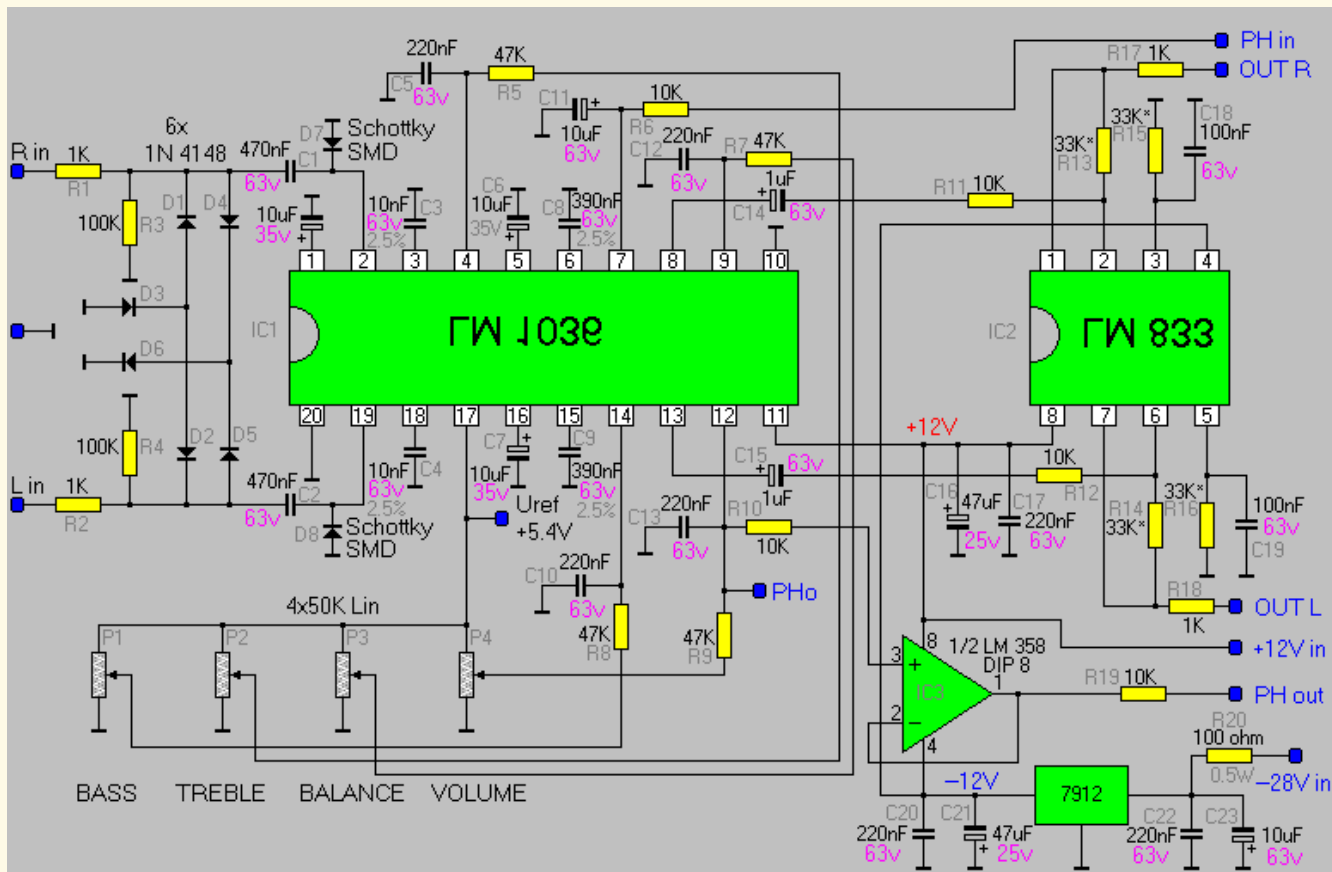 220nF
C5
63v
47K
R5
C11
10uF
63v
10K
R6
PH in
R17
1K
OUT R
6x
1N 4148
D7
Schottky
SMD
R in
1K
R1
470nF
63v
C1
220nF
C12
63v
R7
47K
1uF
C14
63v
R11
10K
33K*
R13
33K*
R15
C18
100nF
63v
100K
R3
D1
D4
10uF
35v
10nF
63v
2.5%
C3
C6
10uF
35V
C8
390nF
63v
2.5%
1
2
3
4
5
6
7
8
9
10
1
2
3
4
D3
D6
IC1
LM 1036
IC2
LM 833
20
19
18
17
16
15
14
13
12
11
8
7
6
5
100K
R4
D2
D5
L in
1K
R2
470nF
63v
C2
D8
Schottky
SMD
10nF
63v
2.5%
C4
C7
10uF
35v
C9
390nF
63v
2.5%
Uref
+5.4V
C15
63v
1uF
+12V
C16
47uF
25v
C17
220nF
63v
10K
R12
R14
33K*
33K*
R16
100nF
63v
C19
C13
220nF
63v
R10
10K
C10
220nF
63v
PHo
R18
1K
OUT L
4x50K Lin
P1
P2
P3
P4
47K
R8
47K
R9
+12V in
3
+
2
−
8
1
4
IC3
1/2 LM 358
DIP 8
R19
10K
PH out
R20
100 ohm
0.5W
−28V in
BASS
TREBLE
BALANCE
VOLUME
−12V
7912
C20
220nF
63v
C21
47uF
25v
C22
220nF
63v
C23
10uF
63v